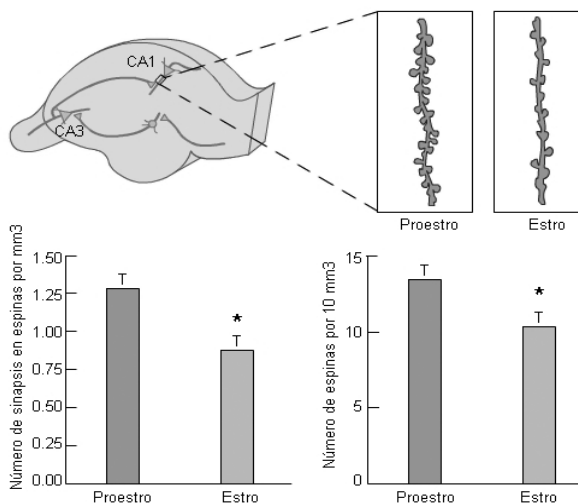 CA1
CA3
Proestro
Estro
Número de sinapsis en espinas por mm3
1.50
1.25
1.00
0.75
0.50
0.25
0.00
*
Proestro
Estro
Número de espinas por 10 mm3
15
10
5
0
*
Proestro
Estro